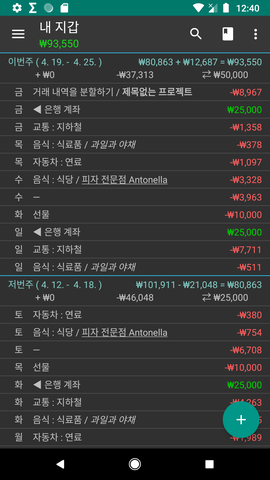 12:40
내 지갑
₩93,550
이번주 ( 4. 19. - 4. 25. ) ₩80,863 + ₩12,687 = ₩93,550
+ ₩0 -₩37,313 ⇄ ₩50,000
금 거래 내역을 분할하기 / 제목없는 프로젝트 -₩8,967
금 ◀ 은행 계좌 ₩25,000
금 교통 : 지하철 -₩1,358
목 음식 : 식료품 / 과일과 야채 -₩378
목 자동차 : 연료 -₩1,097
수 음식 : 식당 / 피자 전문점 Antonella -₩3,328
수 – -₩3,963
화 선물 -₩10,000
일 ◀ 은행 계좌 ₩25,000
일 교통 : 지하철 -₩7,711
일 음식 : 식료품 / 과일과 야채 -₩511
저번주 ( 4. 12. - 4. 18. ) ₩101,911 - ₩21,048 = ₩80,863
+ ₩0 -₩46,048 ⇄ ₩25,000
토 자동차 : 연료 -₩380
토 음식 : 식당 / 피자 전문점 Antonella -₩754
토 – -₩6,708
목 선물 -₩10,000
화 ◀ 은행 계좌 ₩25,000
화 교통 : 지하철
화 음식 : 식료품 / 과일과 야채
월 자동차 : 연료 -₩1,989